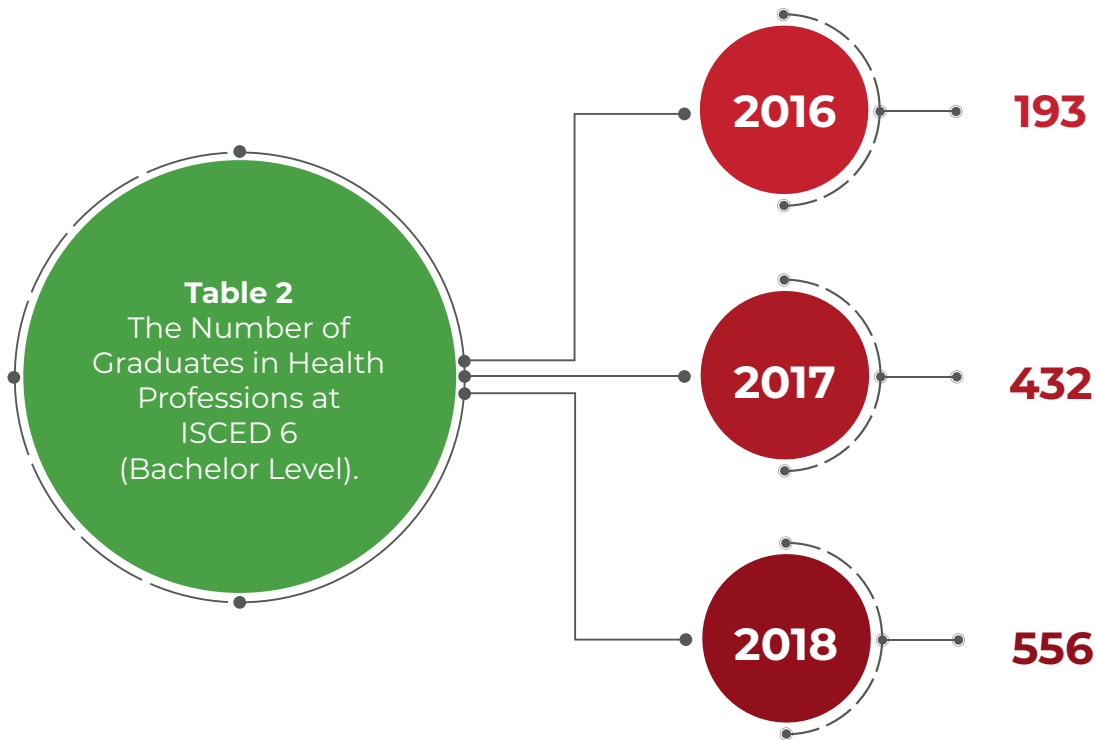 Table 2
The Number of
Graduates in Health
Professions at
ISCED 6
(Bachelor Level).
2016
193
2017
432
2018
556